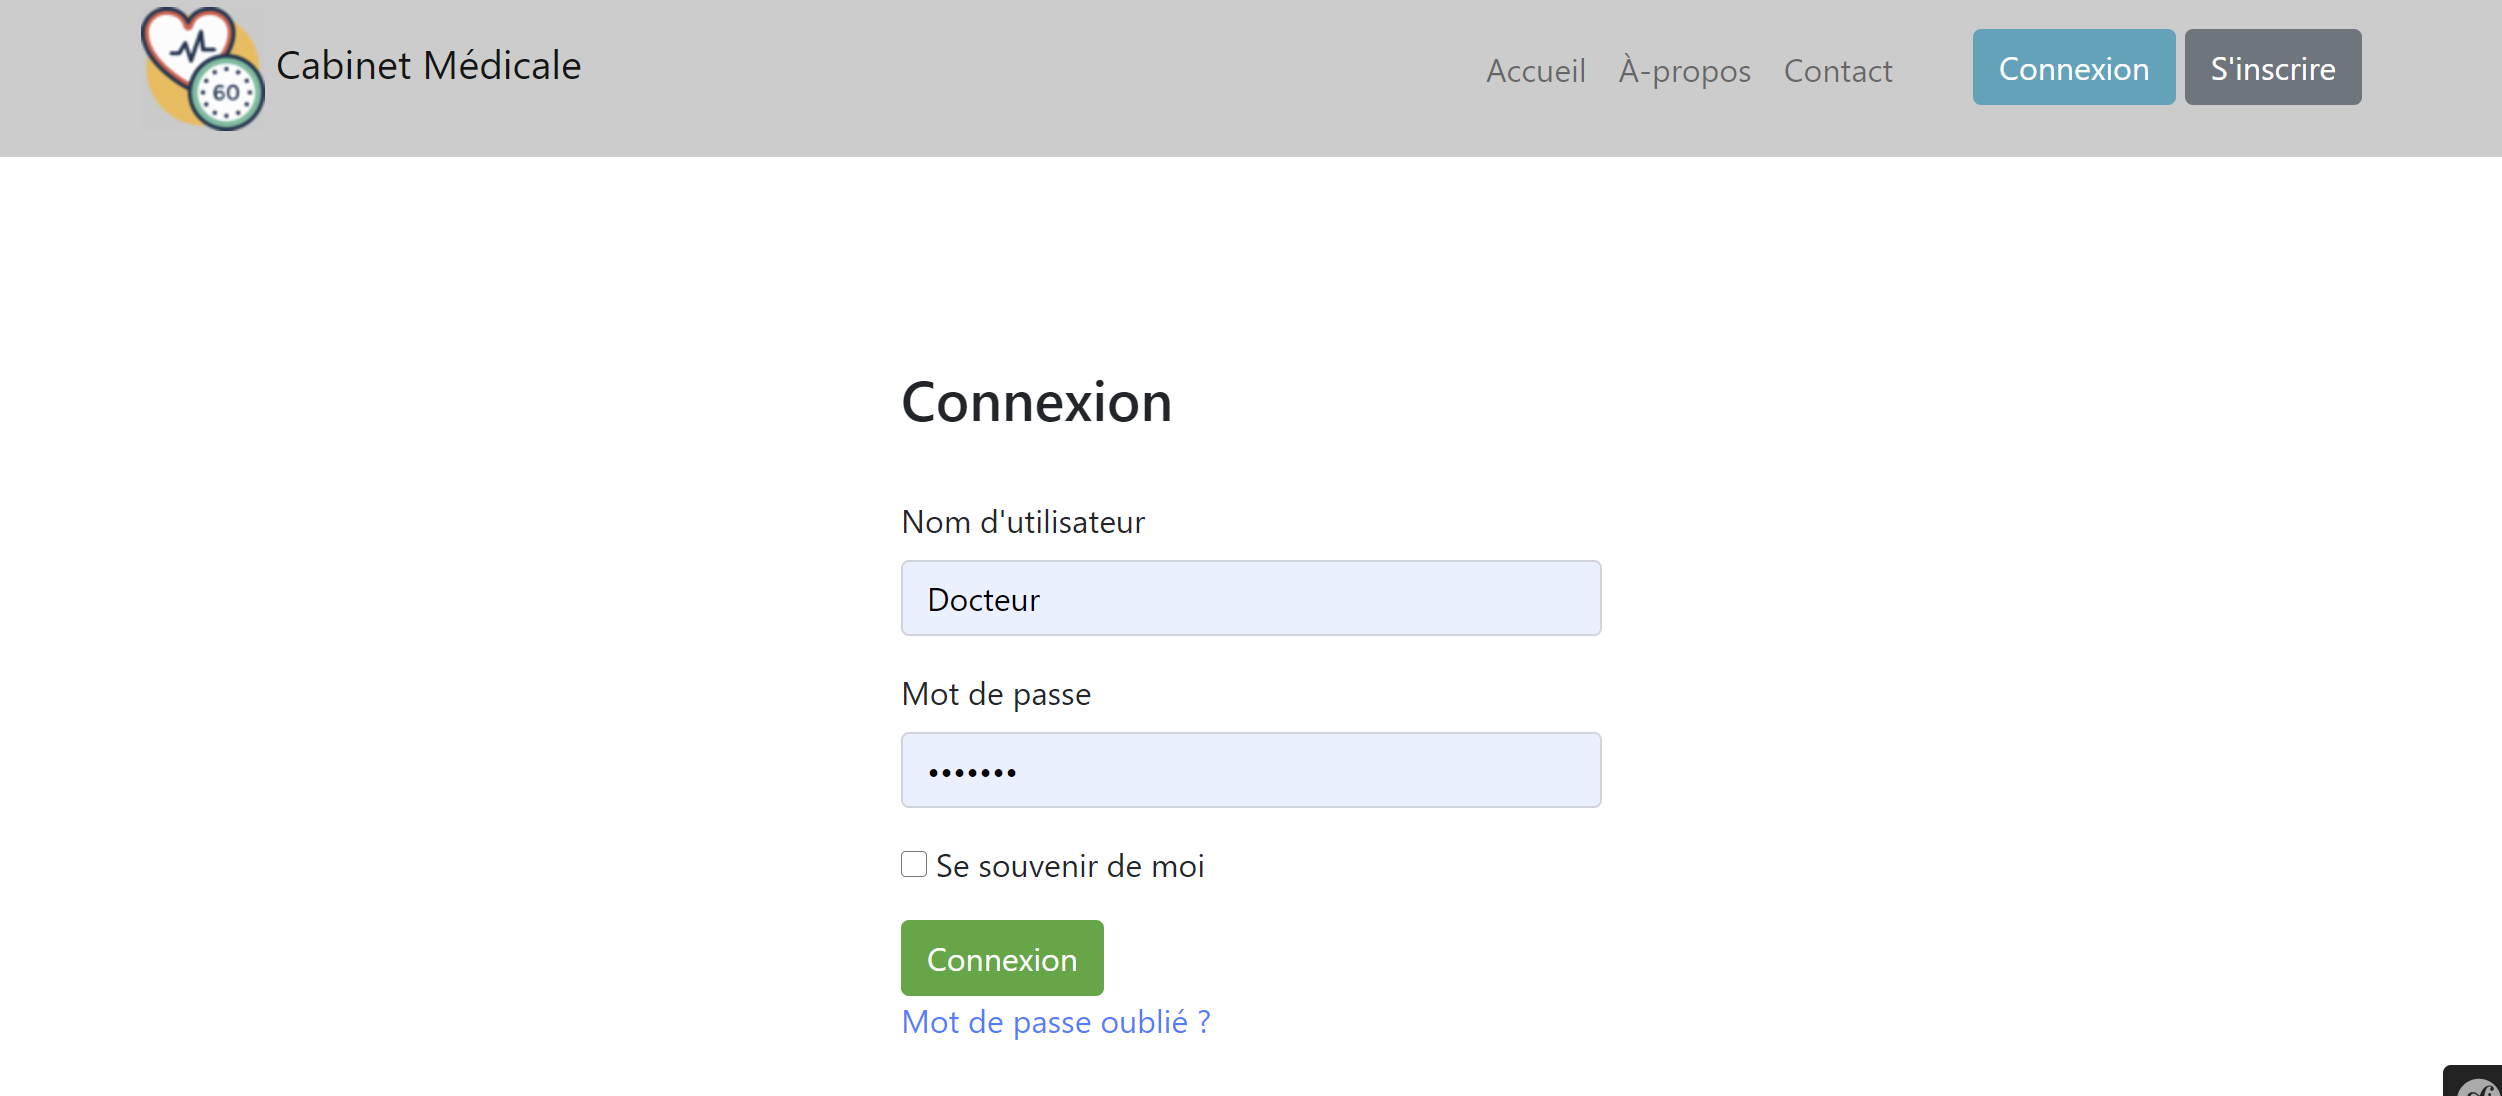 60
Cabinet Médicale
Accueil À-propos Contact Connexion S'inscrire
Connexion
Nom d'utilisateur
Docteur
Mot de passe
•••••••
Se souvenir de moi
Connexion
Mot de passe oublié ?